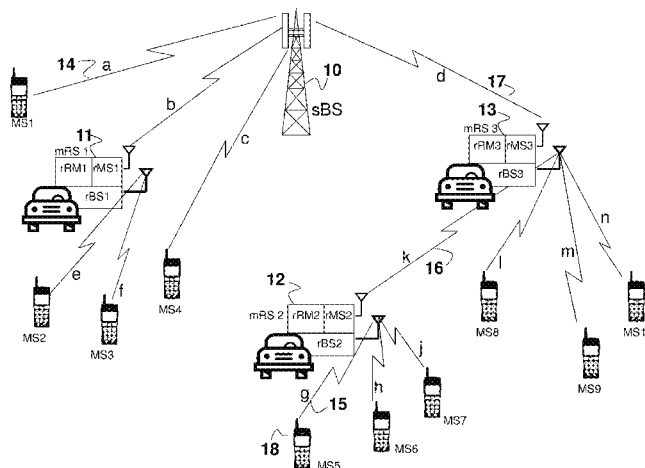 14
a
b
c
d
10
sBS
17
13
MS1
11
mRS 1
rRM1
rMS1
rBS1
mRS 3
rRM3
rMS3
rBS3
e
f
MS2
MS3
MS4
k
16
l
m
n
MS8
MS9
MS1
12
mRS 2
rRM2
rMS2
rBS2
g
15
h
j
18
MS5
MS6
MS7